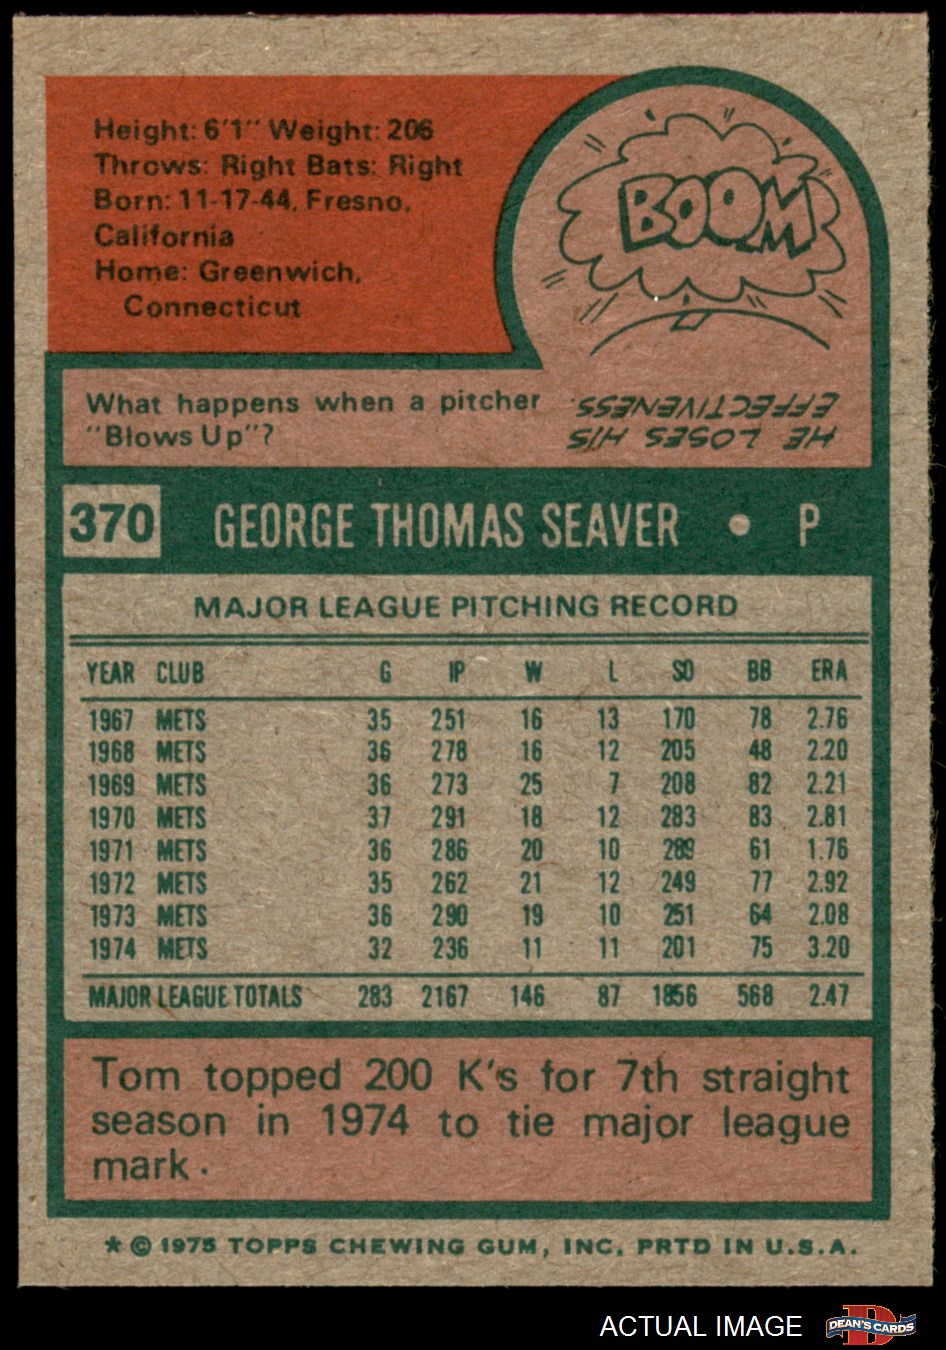 Height: 6'1" Weight: 206
Throws: Right Bats: Right
Born: 11-17-44, Fresno,
California
Home: Greenwich,
Connecticut
BOOM
What happens when a pitcher
"Blows Up"?
HE LOSES HIS
EFFECTIVENESS.
370 GEORGE THOMAS SEAVER • P
MAJOR LEAGUE PITCHING RECORD
YEAR CLUB G IP W L SO BB ERA
1967 METS 35 251 16 13 170 78 2.76
1968 METS 36 278 16 12 205 48 2.20
1969 METS 36 273 25 7 208 82 2.21
1970 METS 37 291 18 12 283 83 2.81
1971 METS 36 286 20 10 289 61 1.76
1972 METS 35 262 21 12 249 77 2.92
1973 METS 36 290 19 10 251 64 2.08
1974 METS 32 236 11 11 201 75 3.20
MAJOR LEAGUE TOTALS 283 2167 146 87 1856 568 2.47
Tom topped 200 K's for 7th straight
season in 1974 to tie major league
mark.
* © 1975 TOPPS CHEWING GUM, INC. PRTD IN U.S.A.
ACTUAL IMAGE
D
DEAN'S CARDS